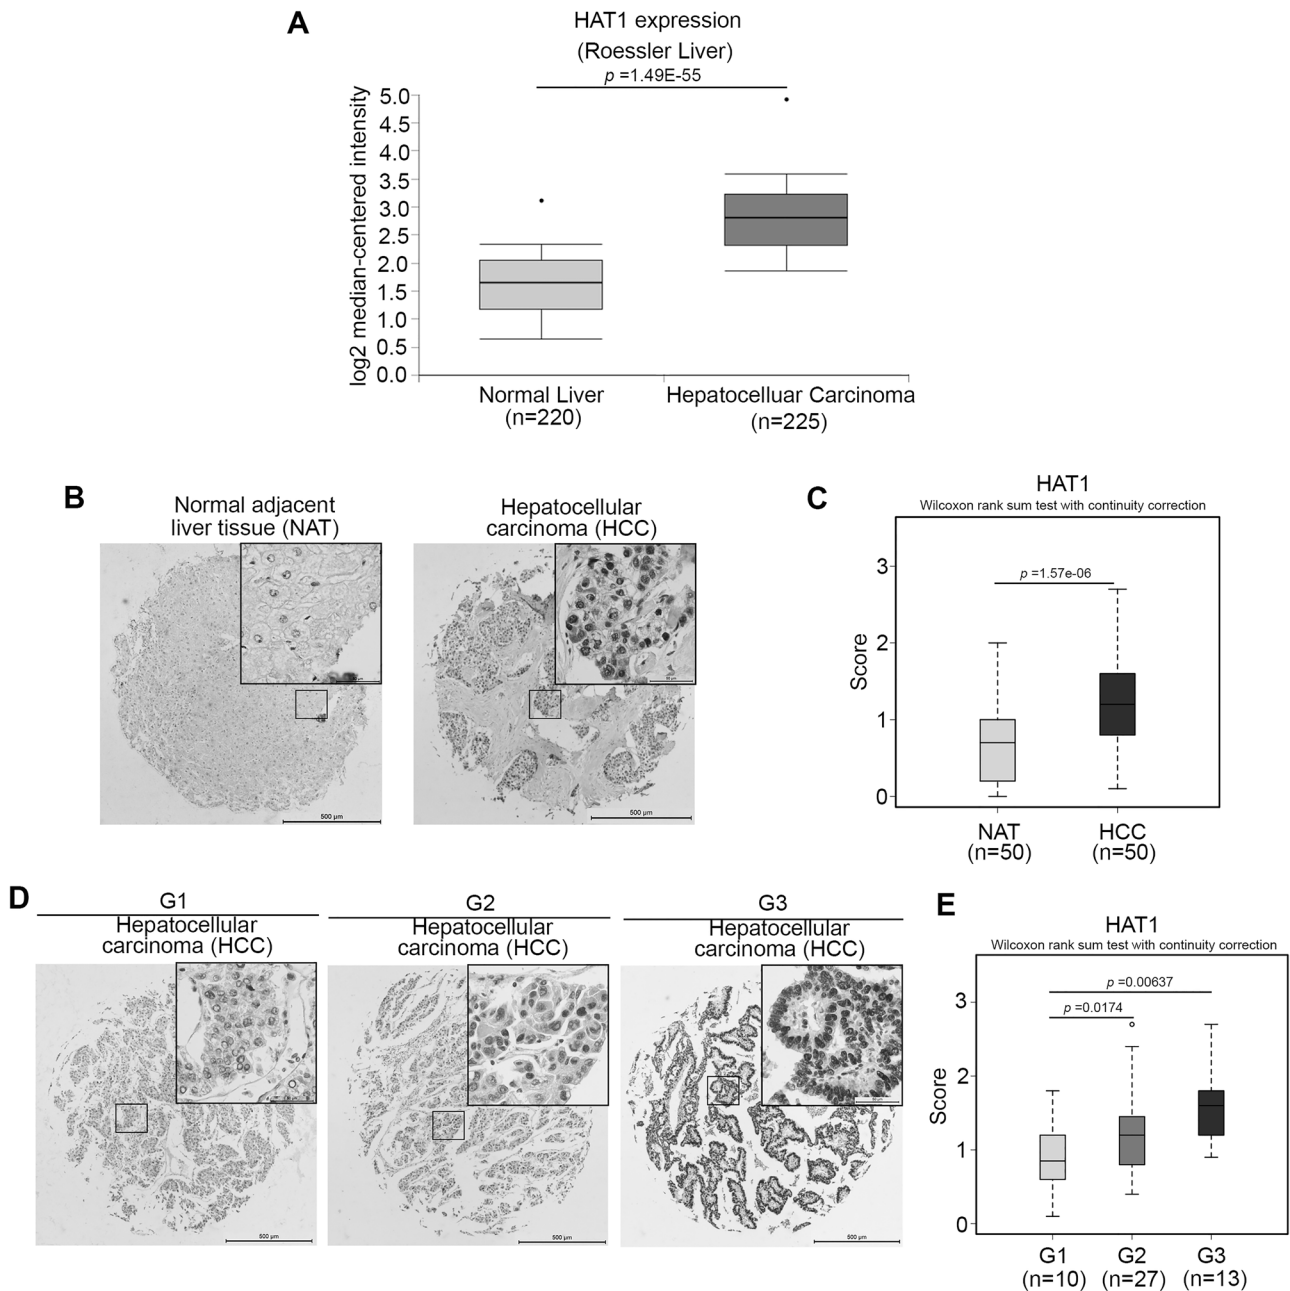 A
HAT1 expression
(Roessler Liver)
p =1.49E-55
log2 median-centered intensity
5.0
4.5
4.0
3.5
3.0
2.5
2.0
1.5
1.0
0.5
0.0
Normal Liver
(n=220)
Hepatocelluar Carcinoma
(n=225)
B
Normal adjacent
liver tissue (NAT)
Hepatocellular
carcinoma (HCC)
500 µm
500 µm
C
HAT1
Wilcoxon rank sum test with continuity correction
p =1.57e-06
Score
3
2
1
0
NAT
(n=50)
HCC
(n=50)
D
G1
Hepatocellular
carcinoma (HCC)
G2
Hepatocellular
carcinoma (HCC)
G3
Hepatocellular
carcinoma (HCC)
500 µm
500 µm
500 µm
E
HAT1
Wilcoxon rank sum test with continuity correction
p =0.00637
p =0.0174
Score
3
2
1
0
G1
(n=10)
G2
(n=27)
G3
(n=13)